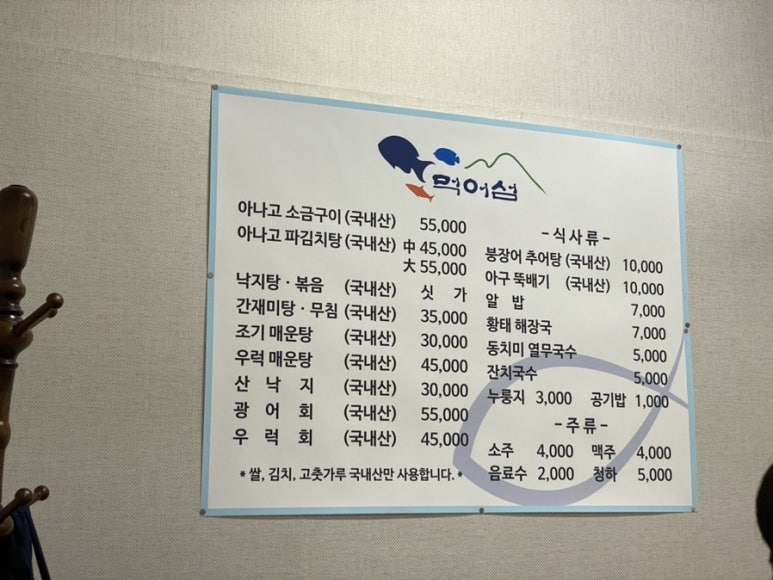 먹어섬
아나고 소금구이 (국내산) 55,000
아나고 파김치탕 (국내산) 中 45,000
大 55,000
낙지탕·볶음 (국내산) 싯 가
간재미탕·무침 (국내산) 35,000
조기 매운탕 (국내산) 30,000
우럭 매운탕 (국내산) 45,000
산 낙 지 (국내산) 30,000
광 어 회 (국내산) 55,000
우 럭 회 (국내산) 45,000
* 쌀, 김치, 고춧가루 국내산만 사용합니다. *
- 식 사 류 -
붕장어 추어탕 (국내산) 10,000
아구 뚝배기 (국내산) 10,000
알 밥 7,000
황태 해장국 7,000
동치미 열무국수 5,000
잔치국수 5,000
누룽지 3,000 공기밥 1,000
- 주 류 -
소주 4,000 맥주 4,000
음료수 2,000 청하 5,000